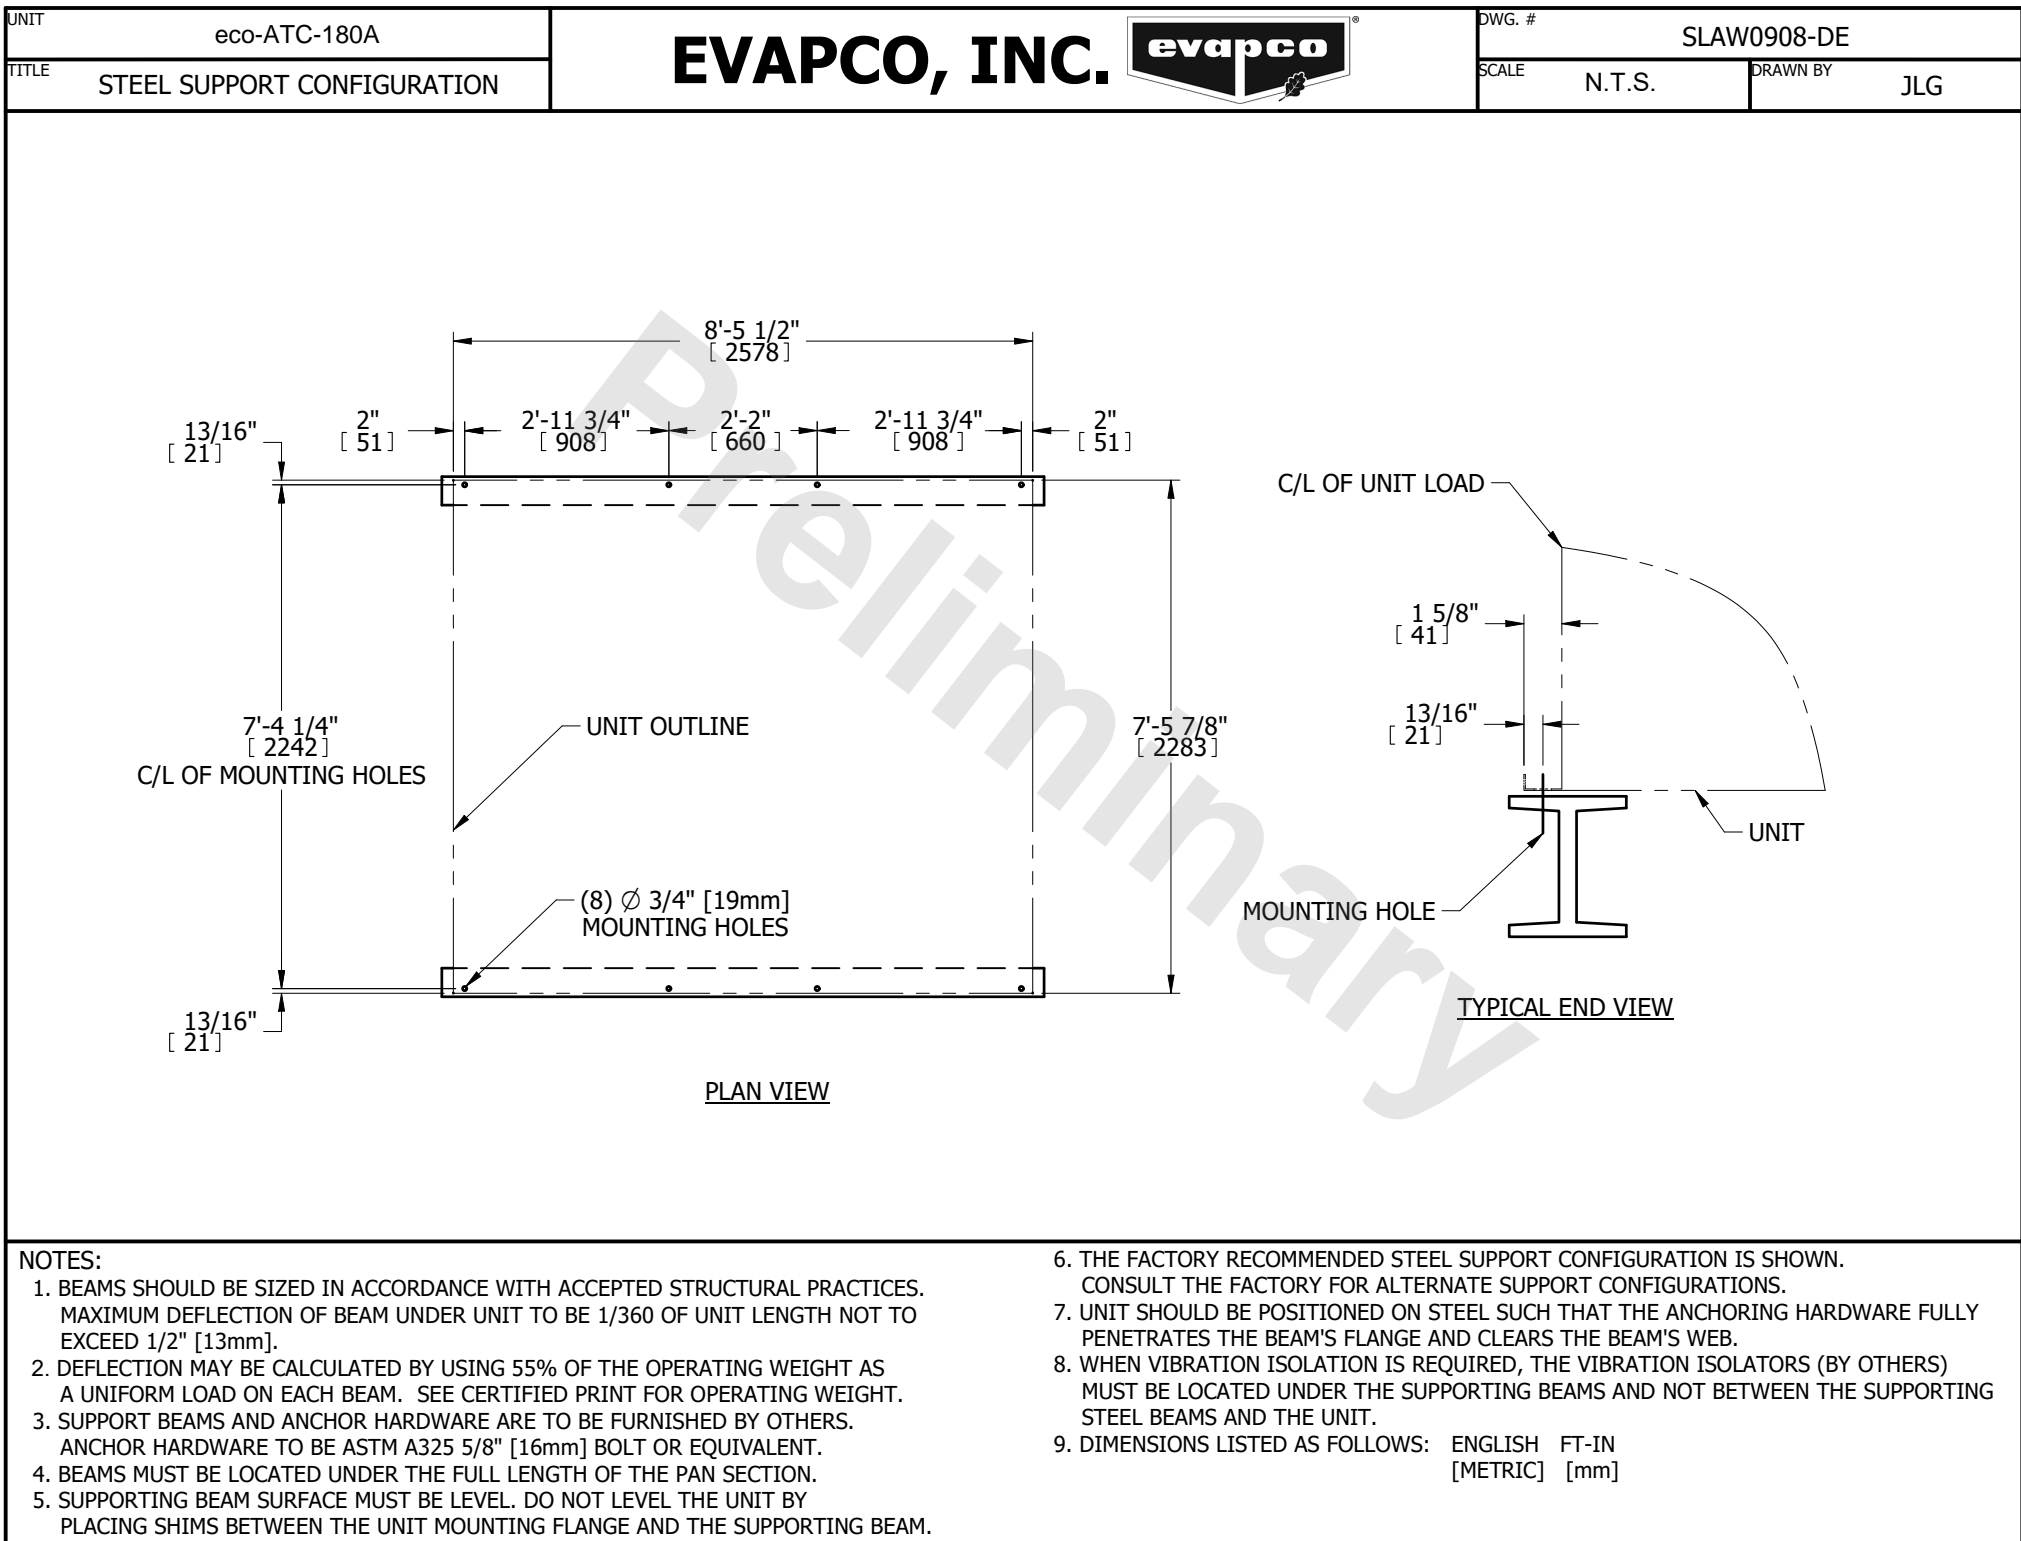 UNIT
eco-ATC-180A
TITLE
STEEL SUPPORT CONFIGURATION
EVAPCO, INC.
evapco
®
DWG. #
SLAW0908-DE
SCALE
N.T.S.
DRAWN BY
JLG
8'-5 1/2"
[ 2578 ]
13/16"
[ 21 ]
2"
[ 51 ]
2'-11 3/4"
[ 908 ]
2'-2"
[ 660 ]
2'-11 3/4"
[ 908 ]
2"
[ 51 ]
7'-4 1/4"
[ 2242 ]
C/L OF MOUNTING HOLES
UNIT OUTLINE
7'-5 7/8"
[ 2283 ]
(8) Ø 3/4" [19mm]
MOUNTING HOLES
13/16"
[ 21 ]
PLAN VIEW
C/L OF UNIT LOAD
1 5/8"
[ 41 ]
13/16"
[ 21 ]
UNIT
MOUNTING HOLE
TYPICAL END VIEW
Preliminary
NOTES:
1. BEAMS SHOULD BE SIZED IN ACCORDANCE WITH ACCEPTED STRUCTURAL PRACTICES.
MAXIMUM DEFLECTION OF BEAM UNDER UNIT TO BE 1/360 OF UNIT LENGTH NOT TO
EXCEED 1/2" [13mm].
2. DEFLECTION MAY BE CALCULATED BY USING 55% OF THE OPERATING WEIGHT AS
A UNIFORM LOAD ON EACH BEAM. SEE CERTIFIED PRINT FOR OPERATING WEIGHT.
3. SUPPORT BEAMS AND ANCHOR HARDWARE ARE TO BE FURNISHED BY OTHERS.
ANCHOR HARDWARE TO BE ASTM A325 5/8" [16mm] BOLT OR EQUIVALENT.
4. BEAMS MUST BE LOCATED UNDER THE FULL LENGTH OF THE PAN SECTION.
5. SUPPORTING BEAM SURFACE MUST BE LEVEL. DO NOT LEVEL THE UNIT BY
PLACING SHIMS BETWEEN THE UNIT MOUNTING FLANGE AND THE SUPPORTING BEAM.
6. THE FACTORY RECOMMENDED STEEL SUPPORT CONFIGURATION IS SHOWN.
CONSULT THE FACTORY FOR ALTERNATE SUPPORT CONFIGURATIONS.
7. UNIT SHOULD BE POSITIONED ON STEEL SUCH THAT THE ANCHORING HARDWARE FULLY
PENETRATES THE BEAM'S FLANGE AND CLEARS THE BEAM'S WEB.
8. WHEN VIBRATION ISOLATION IS REQUIRED, THE VIBRATION ISOLATORS (BY OTHERS)
MUST BE LOCATED UNDER THE SUPPORTING BEAMS AND NOT BETWEEN THE SUPPORTING
STEEL BEAMS AND THE UNIT.
9. DIMENSIONS LISTED AS FOLLOWS: ENGLISH FT-IN
[METRIC] [mm]